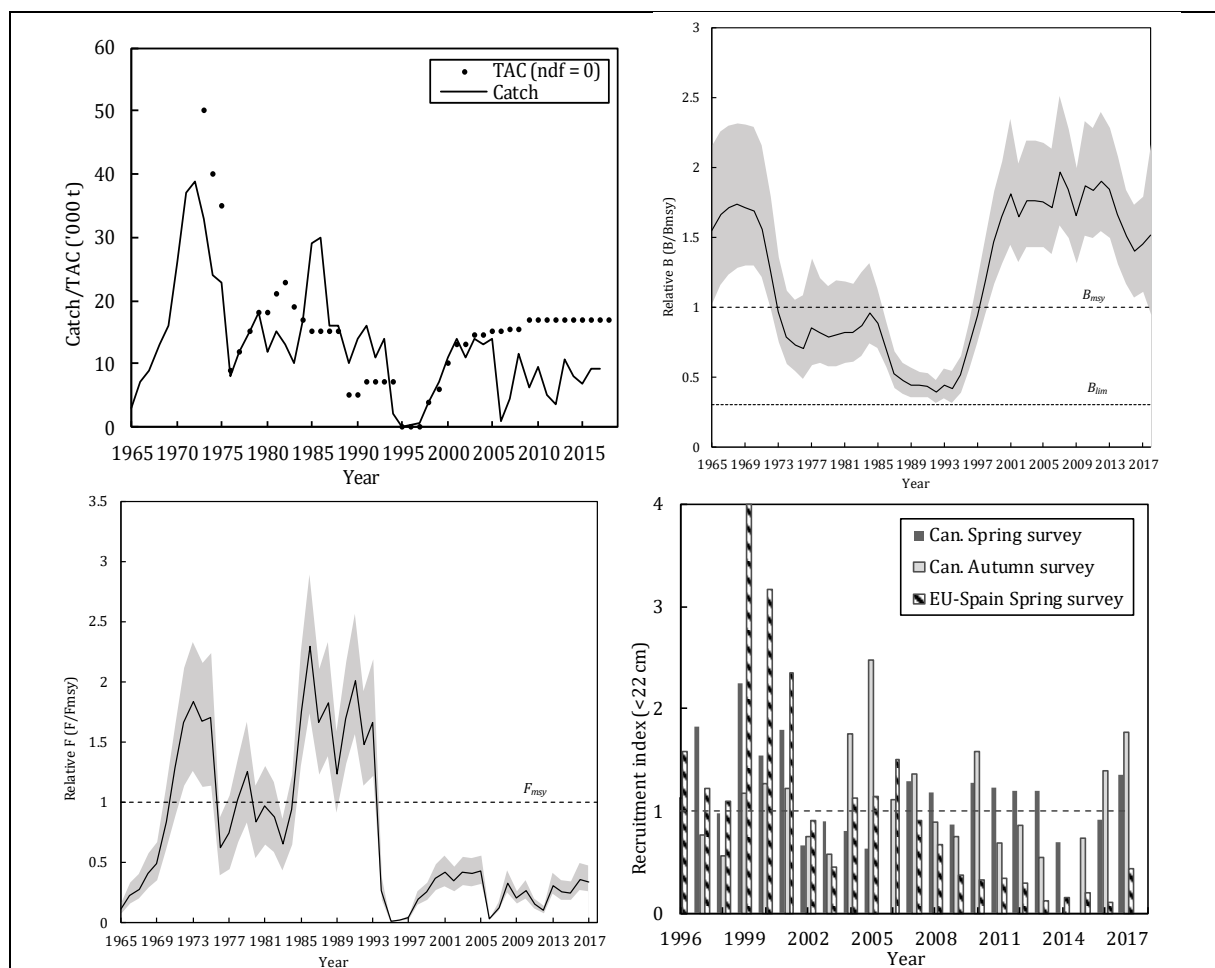 60
50
40
30
20
10
0
Catch/TAC ('000 t)
TAC (ndf = 0)
Catch
1965 1970 1975 1980 1985 1990 1995 2000 2005 2010 2015
Year
3
2.5
2
1.5
1
0.5
0
Relative B (B/Bmsy)
Bmsy
Blim
1965 1969 1973 1977 1981 1985 1989 1993 1997 2001 2005 2009 2013 2017
Year
3.5
3
2.5
2
1.5
1
0.5
0
Relative F (F/Fmsy)
Fmsy
1965 1969 1973 1977 1981 1985 1989 1993 1997 2001 2005 2009 2013 2017
Year
4
3
2
1
0
Recruitment index (<22 cm)
Can. Spring survey
Can. Autumn survey
EU-Spain Spring survey
1996 1999 2002 2005 2008 2011 2014 2017
Year